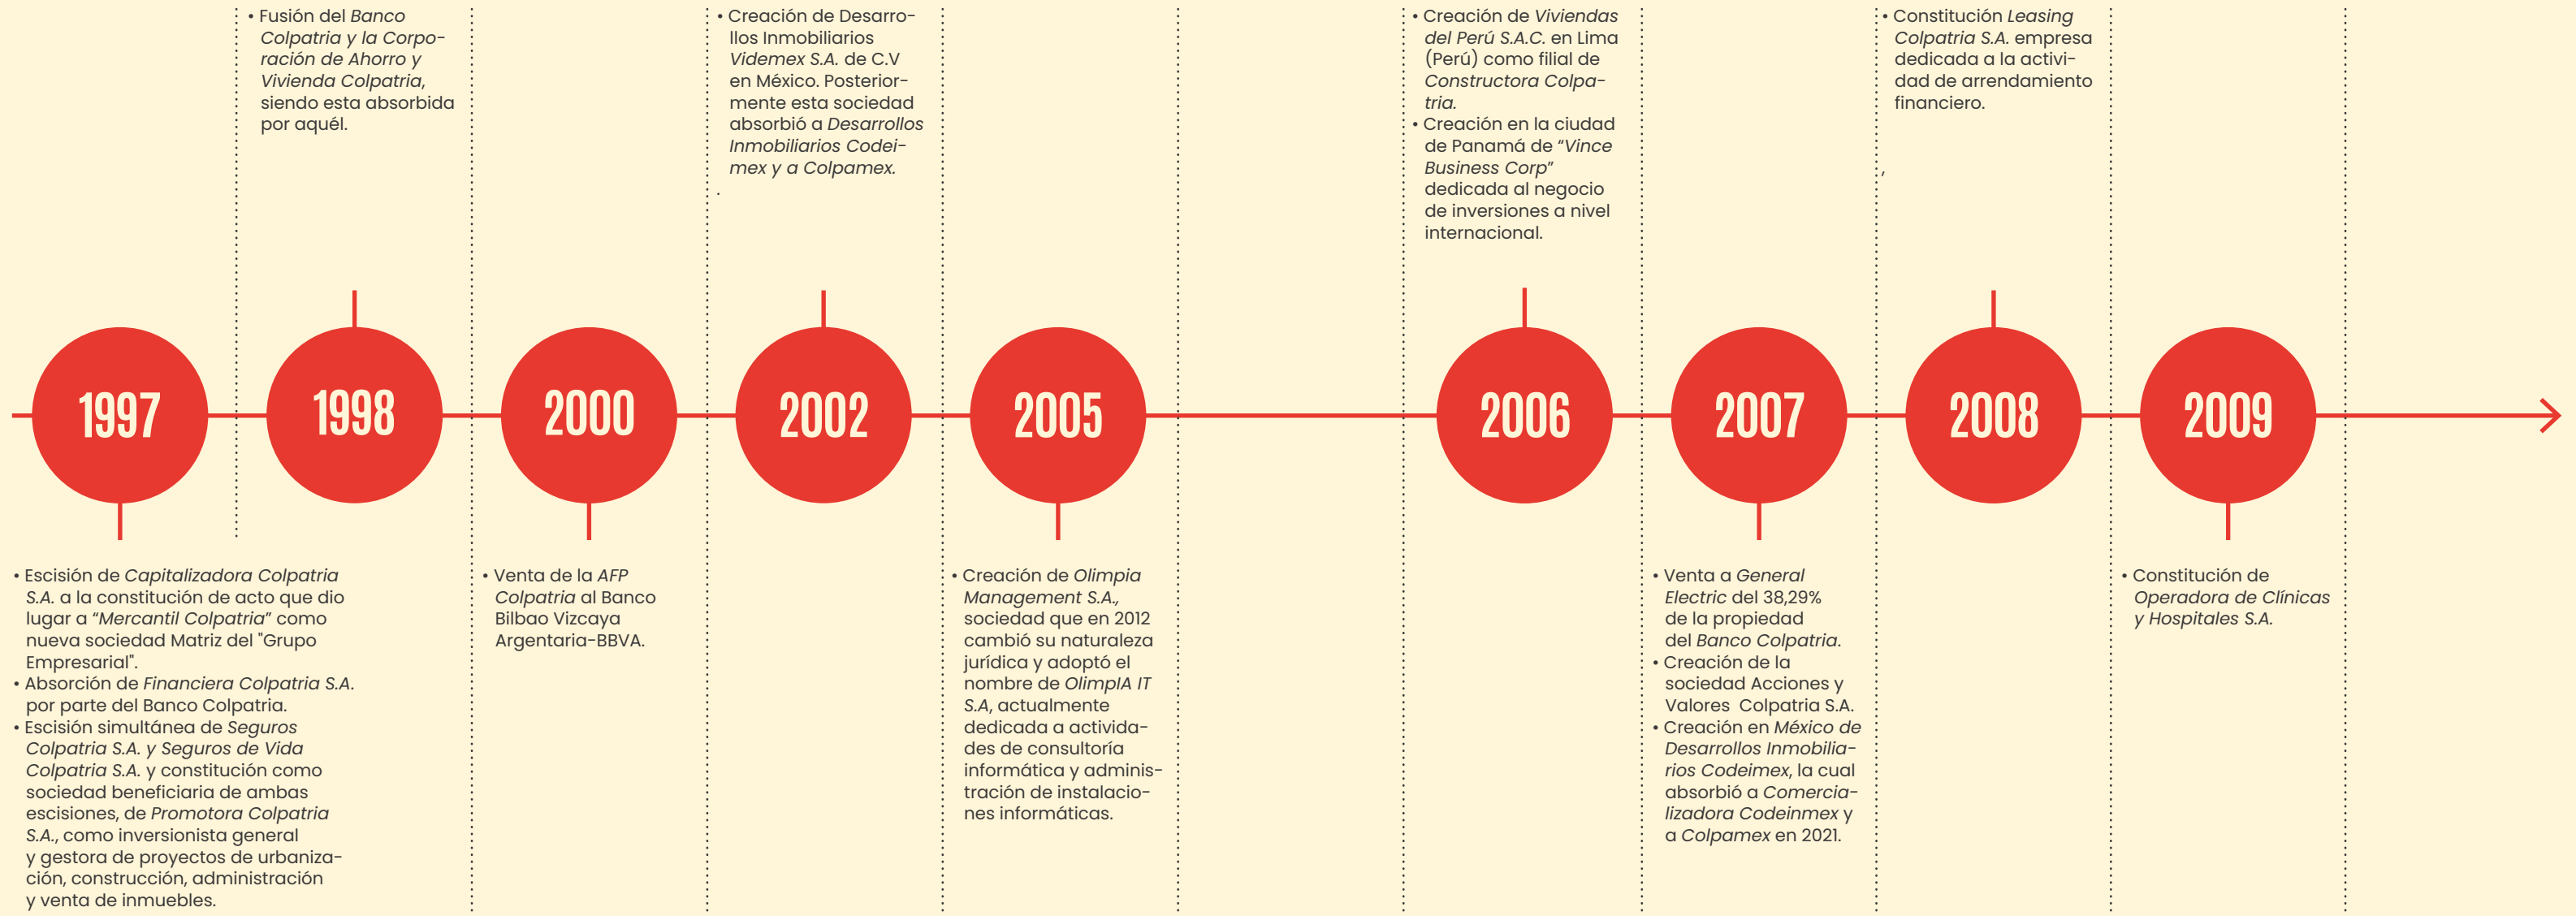 • Fusión del Banco
Colpatria y la Corpo-
ración de Ahorro y
Vivienda Colpatria,
siendo esta absorbida
por aquél.
• Creación de Desarro-
llos Inmobiliarios
Videmex S.A. de C.V
en México. Posterior-
mente esta sociedad
absorbió a Desarrollos
Inmobiliarios Codei-
mex y a Colpamex.
.
• Creación de Viviendas
del Perú S.A.C. en Lima
(Perú) como filial de
Constructora Colpa-
tria.
• Creación en la ciudad
de Panamá de “Vince
Business Corp”
dedicada al negocio
de inversiones a nivel
internacional.
• Constitución Leasing
Colpatria S.A. empresa
dedicada a la activi-
dad de arrendamiento
financiero.
,
1997
1998
2000
2002
2005
2006
2007
2008
2009
• Escisión de Capitalizadora Colpatria
S.A. a la constitución de acto que dio
lugar a “Mercantil Colpatria” como
nueva sociedad Matriz del "Grupo
Empresarial".
• Absorción de Financiera Colpatria S.A.
por parte del Banco Colpatria.
• Escisión simultánea de Seguros
Colpatria S.A. y Seguros de Vida
Colpatria S.A. y constitución como
sociedad beneficiaria de ambas
escisiones, de Promotora Colpatria
S.A., como inversionista general
y gestora de proyectos de urbaniza-
ción, construcción, administración
y venta de inmuebles.
• Venta de la AFP
Colpatria al Banco
Bilbao Vizcaya
Argentaria-BBVA.
• Creación de Olimpia
Management S.A.,
sociedad que en 2012
cambió su naturaleza
jurídica y adoptó el
nombre de OlimpIA IT
S.A, actualmente
dedicada a activida-
des de consultoría
informática y adminis-
tración de instalacio-
nes informáticas.
• Venta a General
Electric del 38,29%
de la propiedad
del Banco Colpatria.
• Creación de la
sociedad Acciones y
Valores  Colpatria S.A.
• Creación en México de
Desarrollos Inmobilia-
rios Codeimex, la cual
absorbió a Comercia-
lizadora Codeinmex y
a Colpamex en 2021.
• Constitución de
Operadora de Clínicas
y Hospitales S.A.